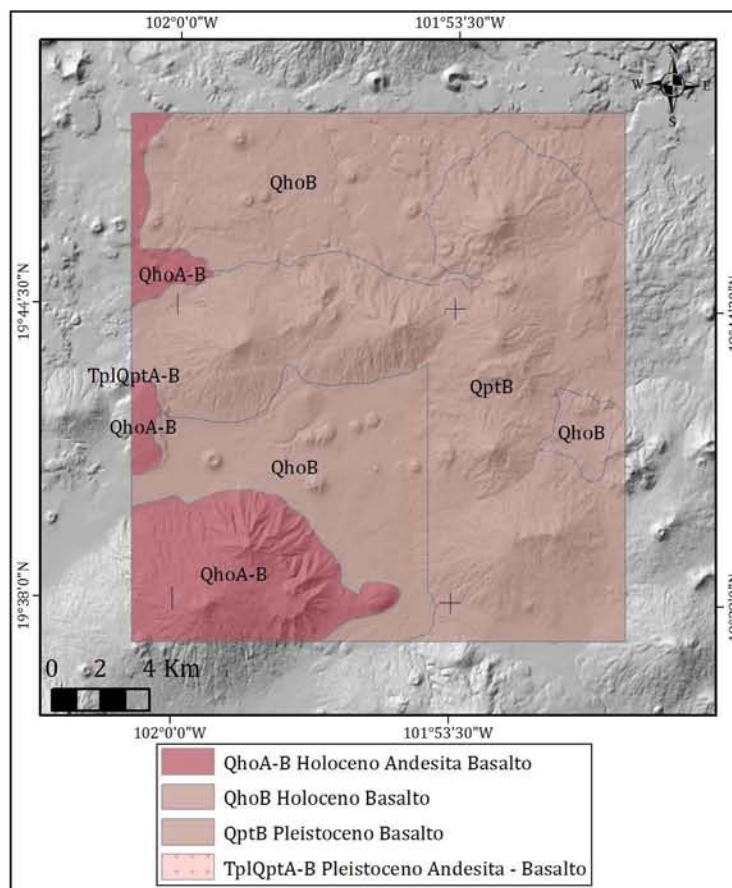 102°0'0"W 101°53'30"W
N
W E
S
QhoB
QhoA-B
19°44'30"N
TplQptA-B
QptB
QhoA-B
QhoB
QhoB
QhoA-B
19°38'0"N
0 2 4 Km
102°0'0"W 101°53'30"W
QhoA-B Holoceno Andesita Basalto
QhoB Holoceno Basalto
QptB Pleistoceno Basalto
TplQptA-B Pleistoceno Andesita - Basalto